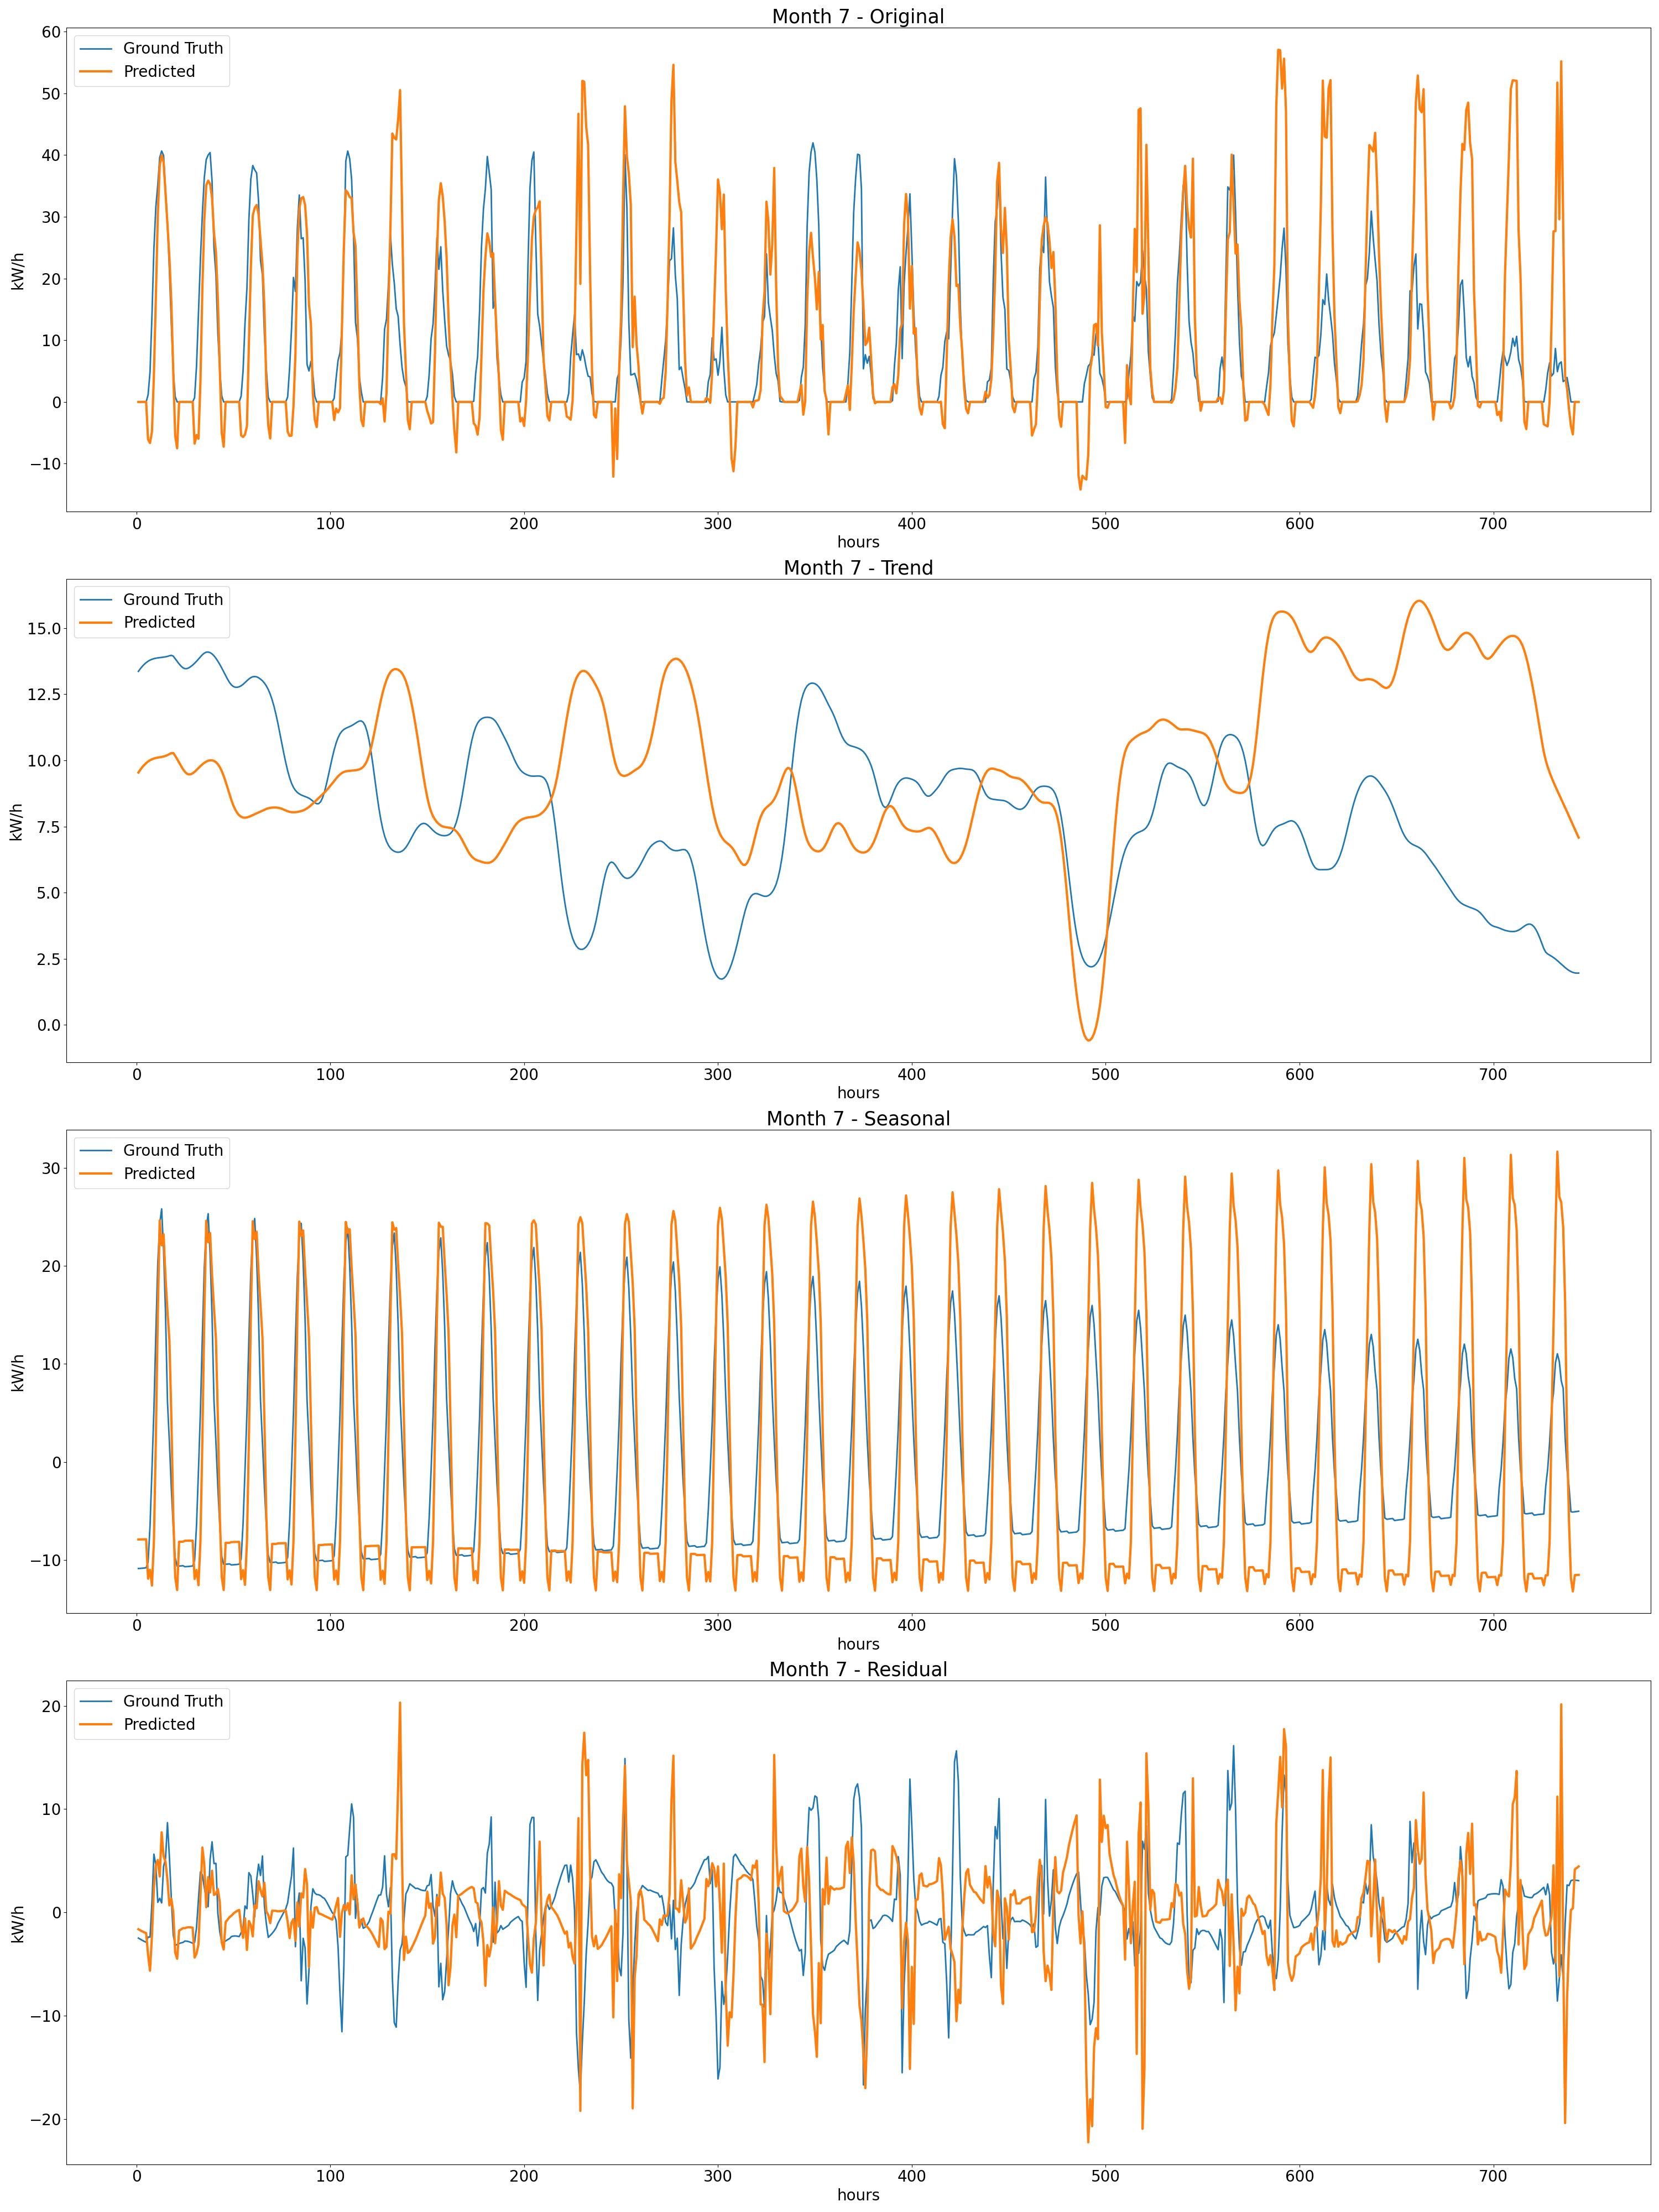 Month 7 - Original
Ground Truth
Predicted
60
50
40
30
20
10
0
−10
kW/h
0 100 200 300 400 500 600 700
hours
Month 7 - Trend
Ground Truth
Predicted
15.0
12.5
10.0
7.5
5.0
2.5
0.0
kW/h
0 100 200 300 400 500 600 700
hours
Month 7 - Seasonal
Ground Truth
Predicted
30
20
10
0
−10
kW/h
0 100 200 300 400 500 600 700
hours
Month 7 - Residual
Ground Truth
Predicted
20
10
0
−10
−20
kW/h
0 100 200 300 400 500 600 700
hours